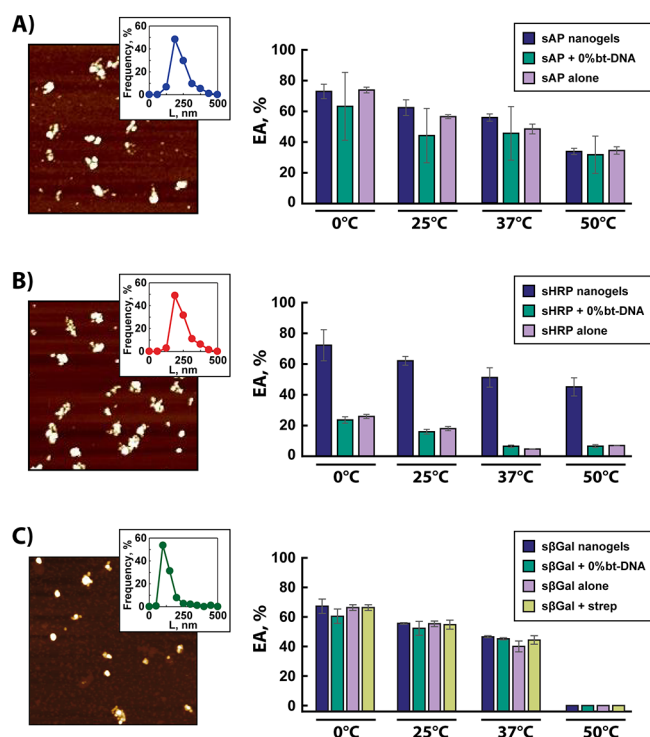 A)
Frequency, %
60
40
20
0
0 250 500
L, nm
EA, %
100
80
60
40
20
0
sAP nanogels
sAP + 0%bt-DNA
sAP alone
0°C 25°C 37°C 50°C
B)
Frequency, %
60
40
20
0
0 250 500
L, nm
EA, %
100
80
60
40
20
0
sHRP nanogels
sHRP + 0%bt-DNA
sHRP alone
0°C 25°C 37°C 50°C
C)
Frequency, %
60
40
20
0
0 250 500
L, nm
EA, %
100
80
60
40
20
0
sβGal nanogels
sβGal + 0%bt-DNA
sβGal alone
sβGal + strep
0°C 25°C 37°C 50°C